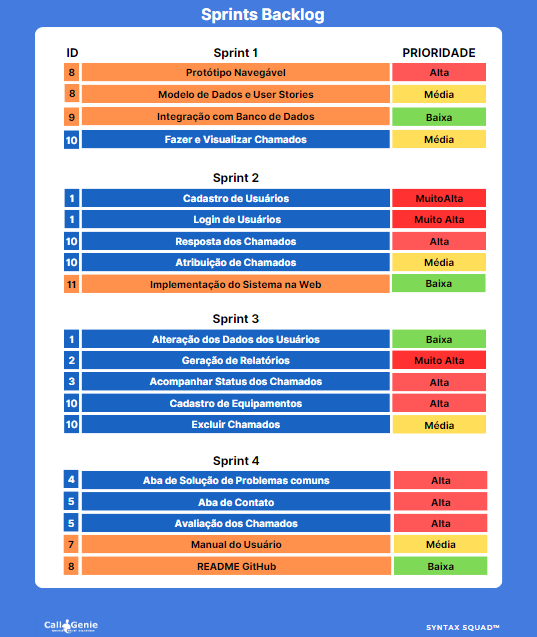 Sprints Backlog
ID Sprint 1 PRIORIDADE
8 Protótipo Navegável Alta
8 Modelo de Dados e User Stories Média
9 Integração com Banco de Dados Baixa
10 Fazer e Visualizar Chamados Média
Sprint 2
1 Cadastro de Usuários MuitoAlta
1 Login de Usuários Muito Alta
10 Resposta dos Chamados Alta
10 Atribuição de Chamados Média
11 Implementação do Sistema na Web Baixa
Sprint 3
1 Alteração dos Dados dos Usuários Baixa
2 Geração de Relatórios Muito Alta
3 Acompanhar Status dos Chamados Alta
10 Cadastro de Equipamentos Alta
10 Excluir Chamados Média
Sprint 4
4 Aba de Solução de Problemas comuns Alta
5 Aba de Contato Alta
5 Avaliação dos Chamados Alta
7 Manual do Usuário Média
8 README GitHub Baixa
Call Genie
SYNTAX SQUAD™